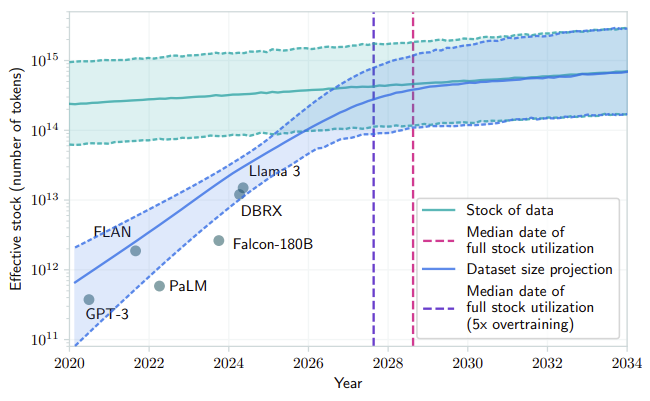 Effective stock (number of tokens)
10^15
10^14
10^13
10^12
10^11
Llama 3
DBRX
FLAN
Falcon-180B
PaLM
GPT-3
Stock of data
Median date of
full stock utilization
Dataset size projection
Median date of
full stock utilization
(5x overtraining)
2020 2022 2024 2026 2028 2030 2032 2034
Year